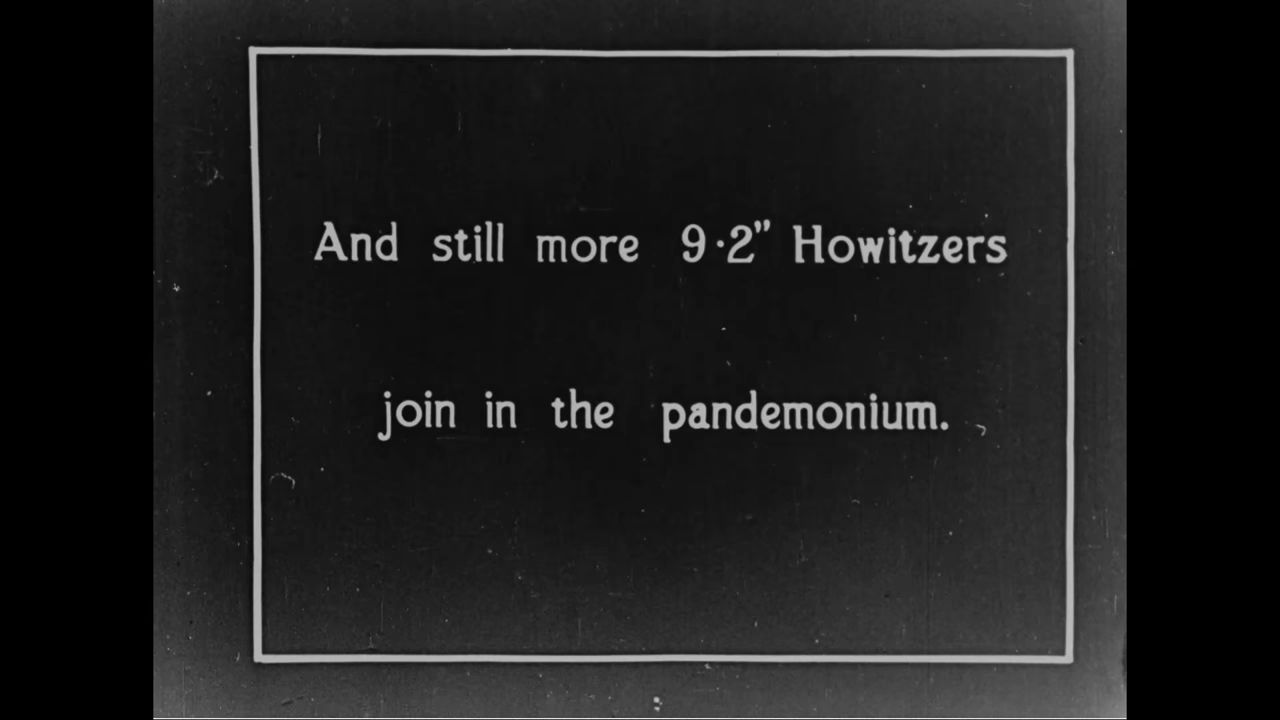 And still more 9·2" Howitzers
join in the pandemonium.